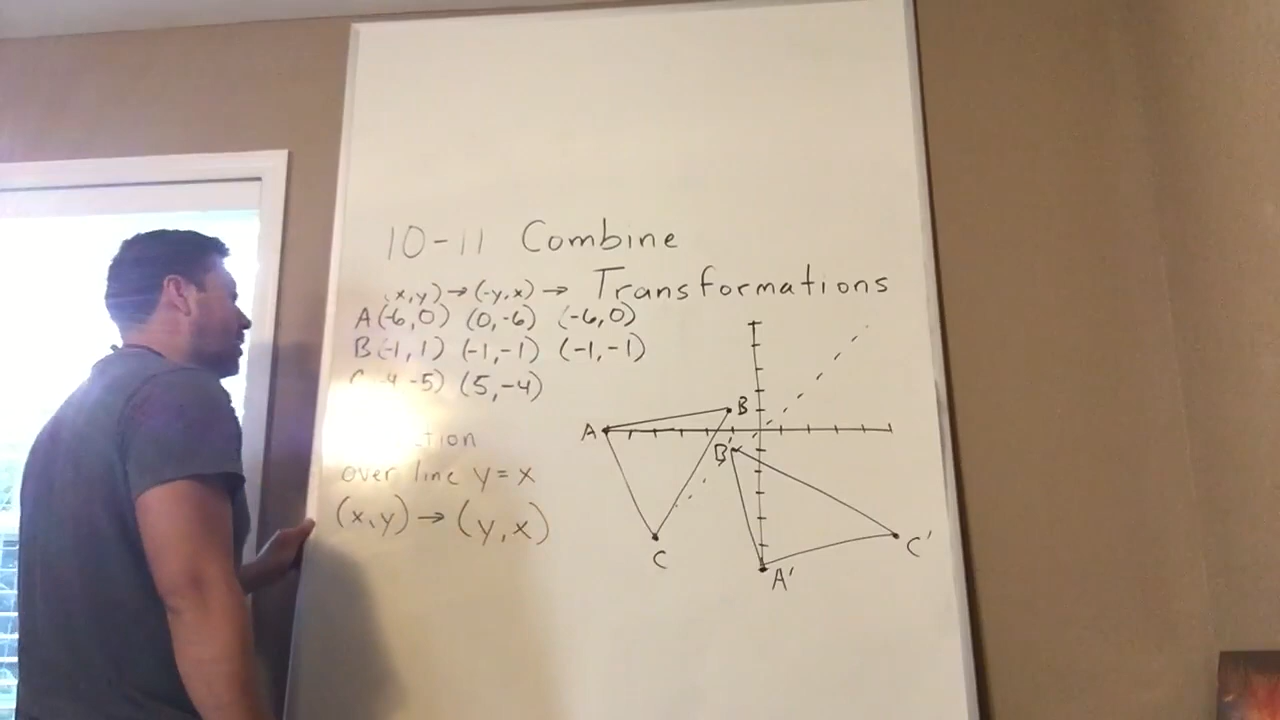 10-11 Combine
Transformations
x,y) → (-y,x) →
A(-6,0) (0,-6) (-6,0)
B(-1,1) (-1,-1) (-1,-1)
-4 -5) (5,-4)
over line y=x
(x,y) → (y,x)
A
B
C
B'
A'
C'